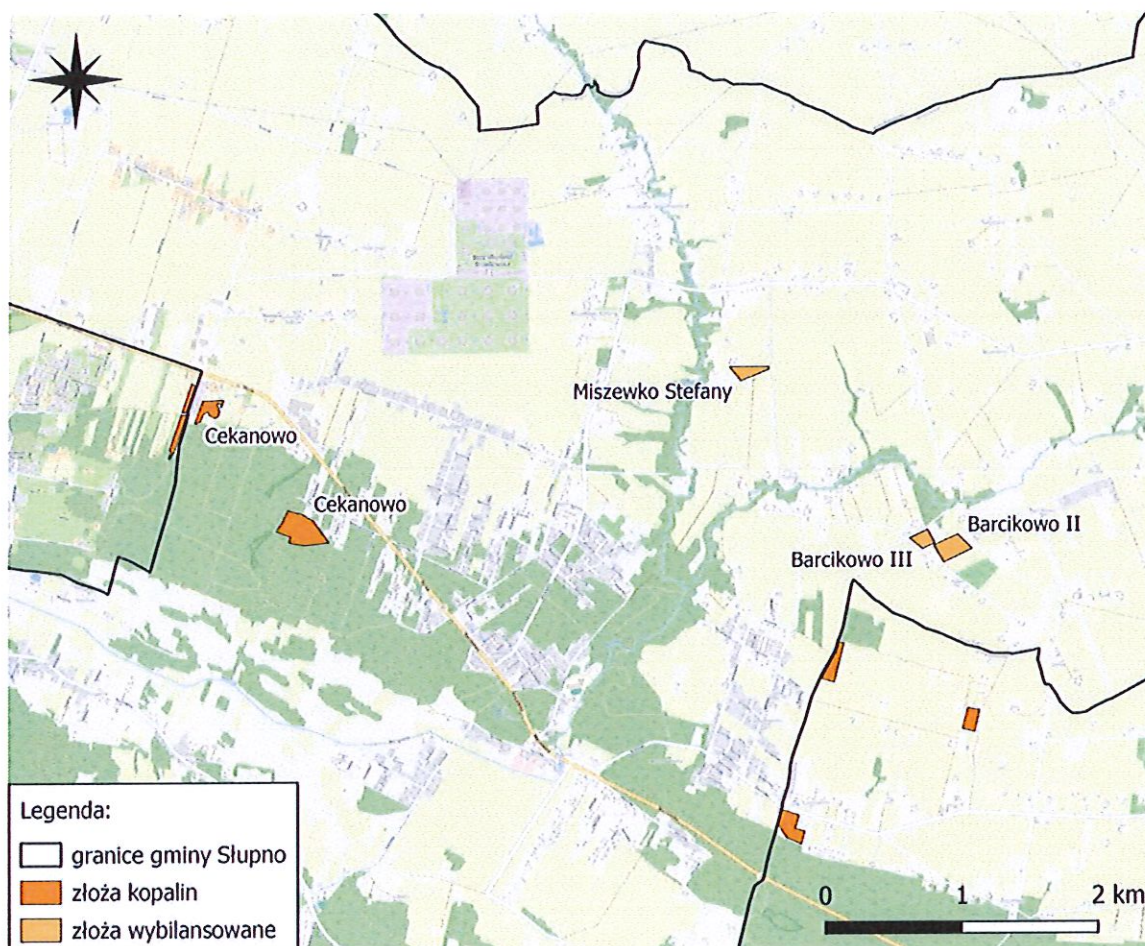 Miszewko Stefany
Cekanowo
Cekanowo
Barcikowo II
Barcikowo III
Legenda:
granice gminy Słupno
złoża kopalin
złoża wybilansowane
0 1 2 km